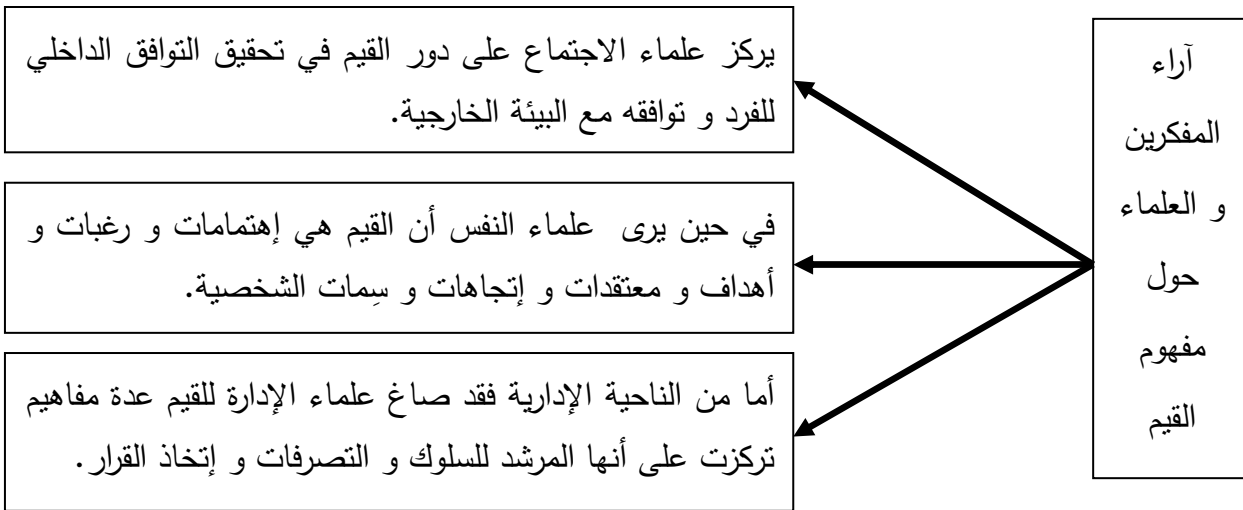 آراء
المفكرين
و العلماء
حول
مفهوم
القيم
يركز علماء الاجتماع على دور القيم في تحقيق التوافق الداخلي
للفرد و توافقه مع البيئة الخارجية.
في حين يرى علماء النفس أن القيم هي إهتمامات و رغبات و
أهداف و معتقدات و إتجاهات و سِمات الشخصية.
أما من الناحية الإدارية فقد صاغ علماء الإدارة للقيم عدة مفاهيم
تركزت على أنها المرشد للسلوك و التصرفات و إتخاذ القرار.